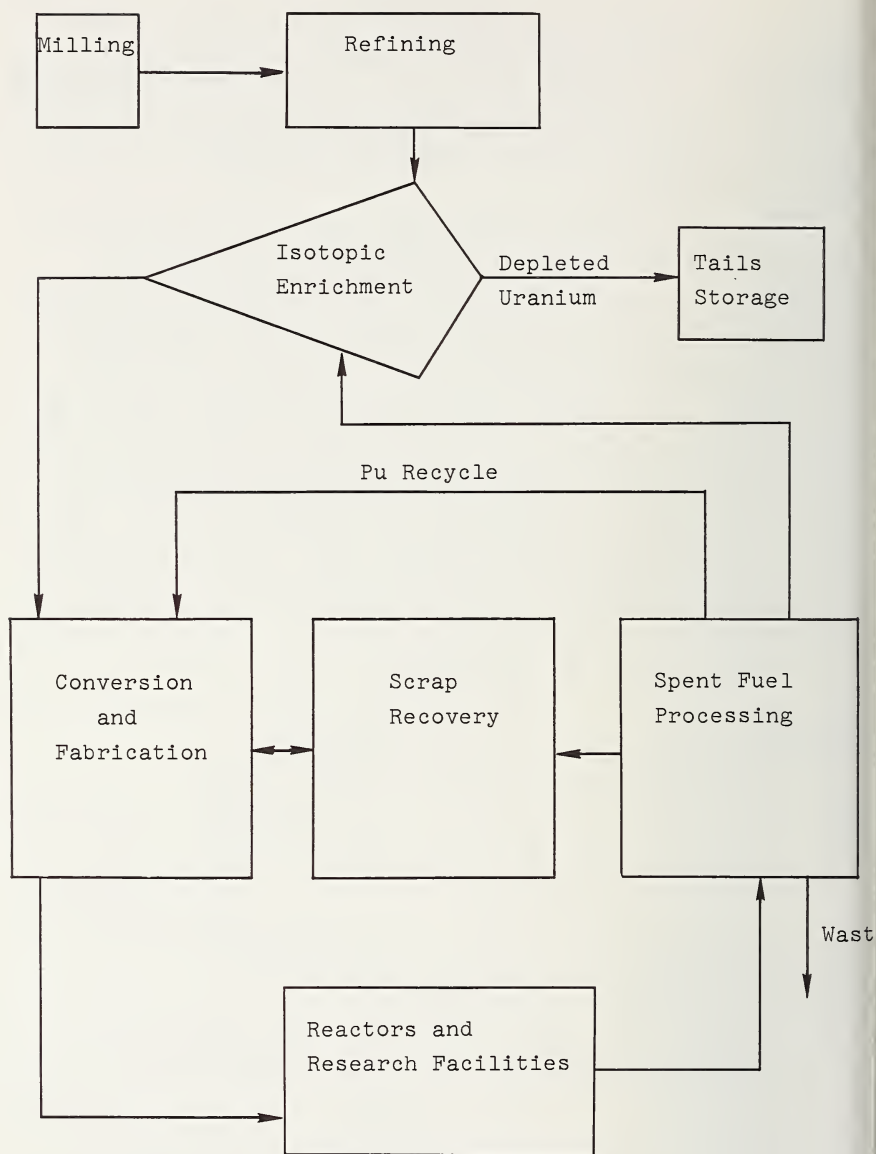 Milling
Refining
Isotopic
Enrichment
Depleted
Uranium
Tails
Storage
Pu Recycle
Conversion
and
Fabrication
Scrap
Recovery
Spent Fuel
Processing
Wast
Reactors and
Research Facilities